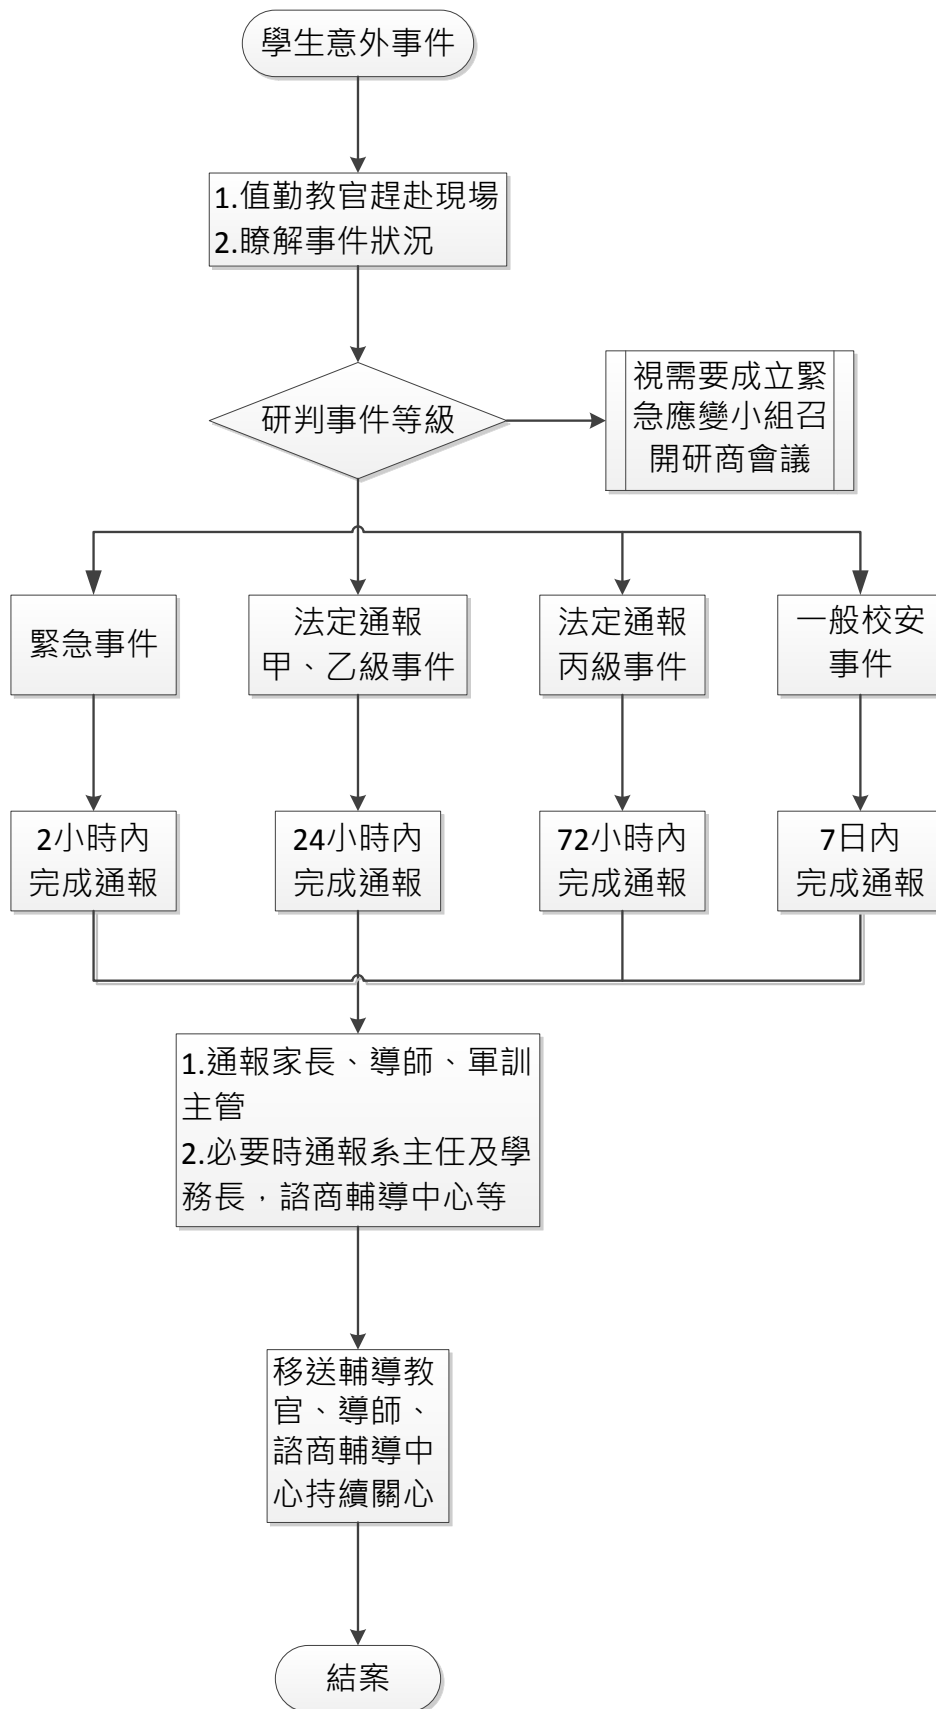 學生意外事件
1.值勤教官趕赴現場
2.瞭解事件狀況
研判事件等級
視需要成立緊
急應變小組召
開研商會議
緊急事件
法定通報
甲、乙級事件
法定通報
丙級事件
一般校安
事件
2小時內
完成通報
24小時內
完成通報
72小時內
完成通報
7日內
完成通報
1.通報家長、導師、軍訓
主管
2.必要時通報系主任及學
務長，諮商輔導中心等
移送輔導教
官、導師、
諮商輔導中
心持續關心
結案